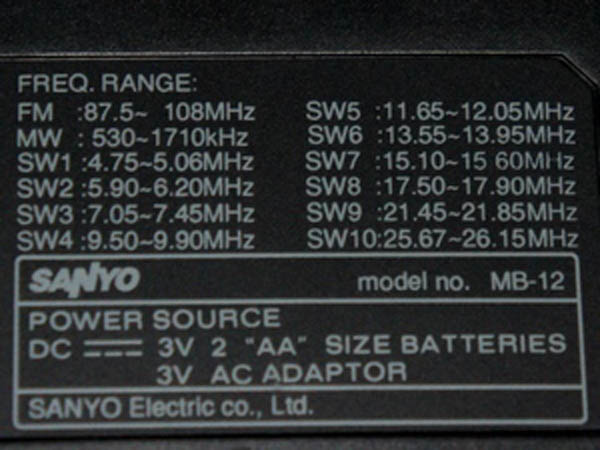 FREQ. RANGE:
FM :87.5~ 108MHz
MW : 530~1710kHz
SW1 :4.75~5.06MHz
SW2 :5.90~6.20MHz
SW3 :7.05~7.45MHz
SW4 :9.50~9.90MHz
SW5 :11.65~12.05MHz
SW6 :13.55~13.95MHz
SW7 :15.10~15 60MHz
SW8 :17.50~17.90MHz
SW9 :21.45~21.85MHz
SW10:25.67~26.15MHz
SANYO model no. MB-12
POWER SOURCE
DC 3V 2 "AA" SIZE BATTERIES
3V AC ADAPTOR
SANYO Electric co., Ltd.